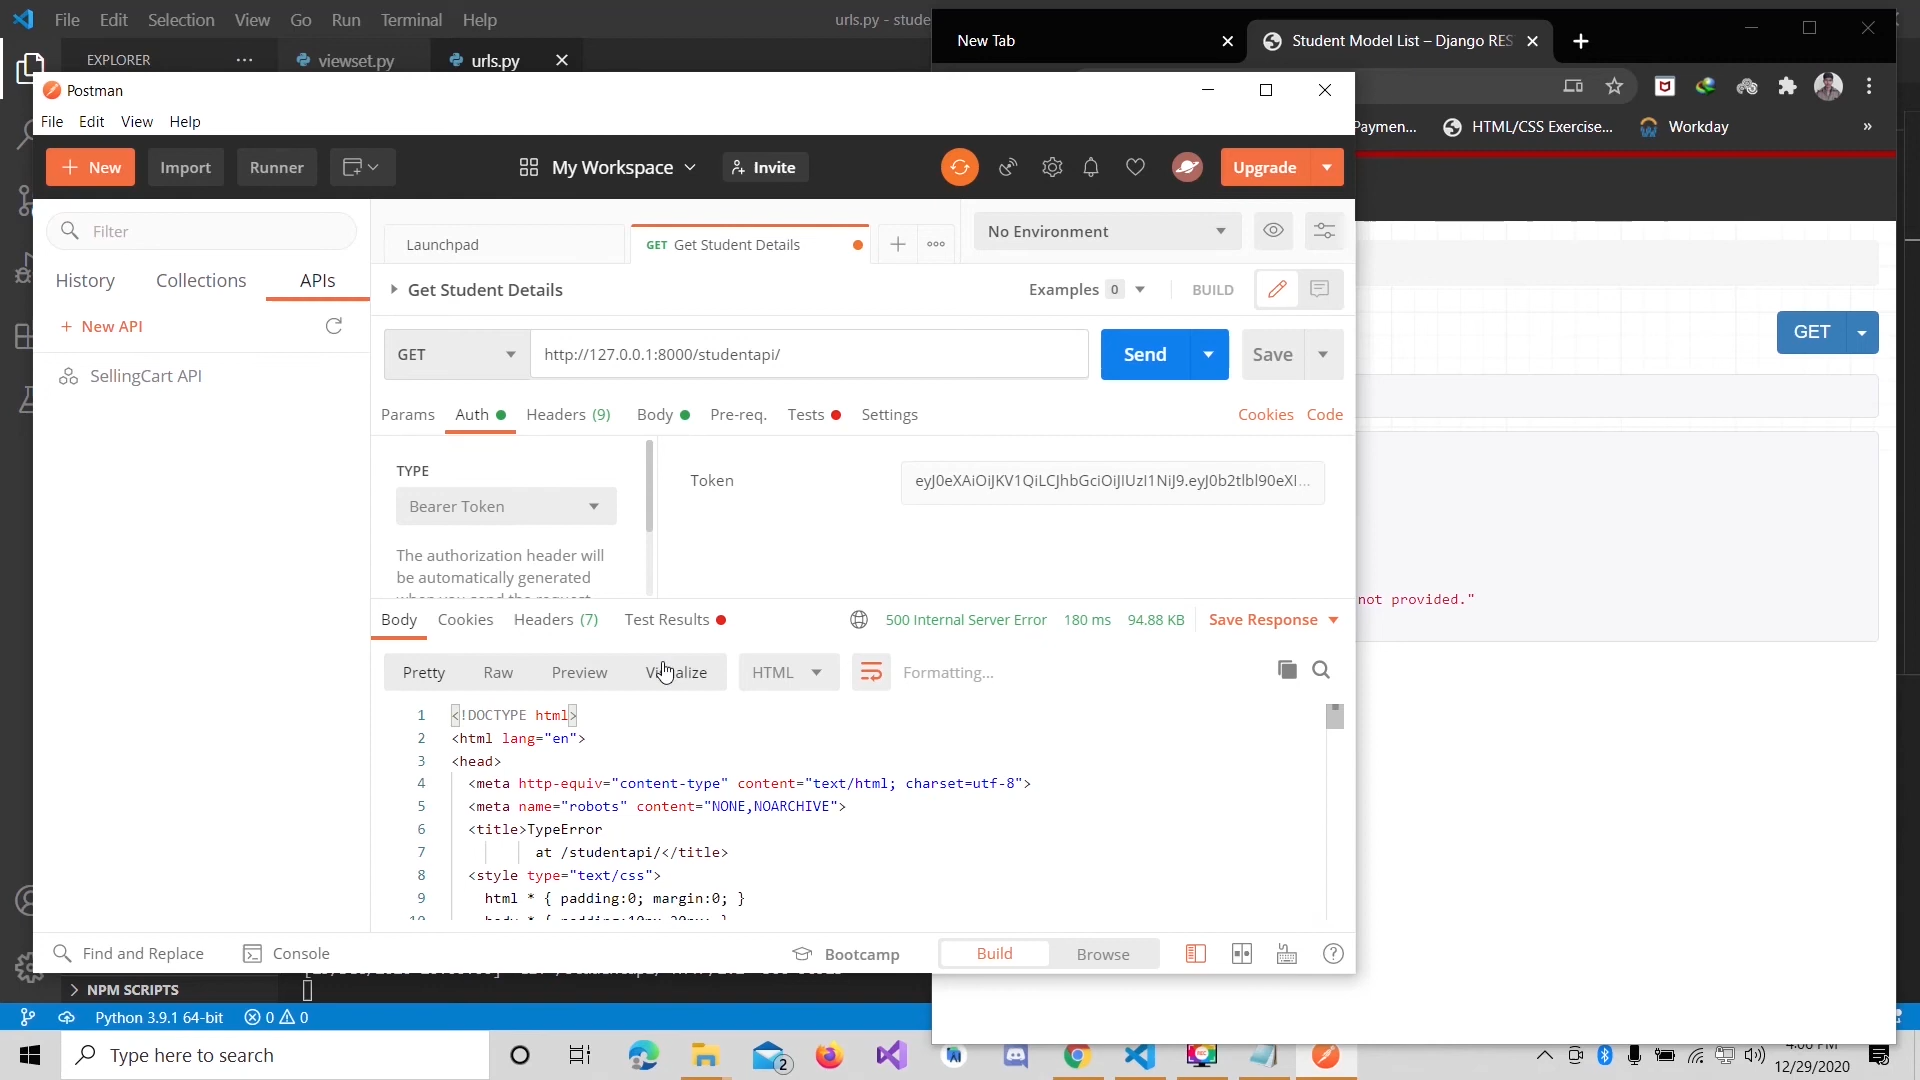 File Edit Selection View Go Run Terminal Help
urls.py - stude
New Tab
Student Model List – Django RES
EXPLORER
viewset.py
urls.py
Postman
File Edit View Help
Paymen...
HTML/CSS Exercise...
Workday
»
New
Import
Runner
My Workspace
Invite
Upgrade
Filter
Launchpad
GET Get Student Details
No Environment
History Collections APIs
Get Student Details
Examples 0
BUILD
+ New API
GET
http://127.0.0.1:8000/studentapi/
Send
Save
GET
SellingCart API
Params Auth Headers (9) Body Pre-req. Tests Settings
Cookies Code
TYPE
Token
eyJ0eXAiOiJKV1QiLCJhbGciOiJIUzI1NiJ9.eyJ0b2tlbl90eXI...
Bearer Token
The authorization header will
be automatically generated
not provided."
Body Cookies Headers (7) Test Results
500 Internal Server Error 180 ms 94.88 KB Save Response
Pretty Raw Preview Visualize HTML Formatting...
1 <!DOCTYPE html>
2 <html lang="en">
3 <head>
4 <meta http-equiv="content-type" content="text/html; charset=utf-8">
5 <meta name="robots" content="NONE,NOARCHIVE">
6 <title>TypeError
7 at /studentapi/</title>
8 <style type="text/css">
9 html * { padding:0; margin:0; }
Find and Replace
Console
Bootcamp
Build
Browse
NPM SCRIPTS
Python 3.9.1 64-bit
0 0
Type here to search
2
4:00 PM
12/29/2020